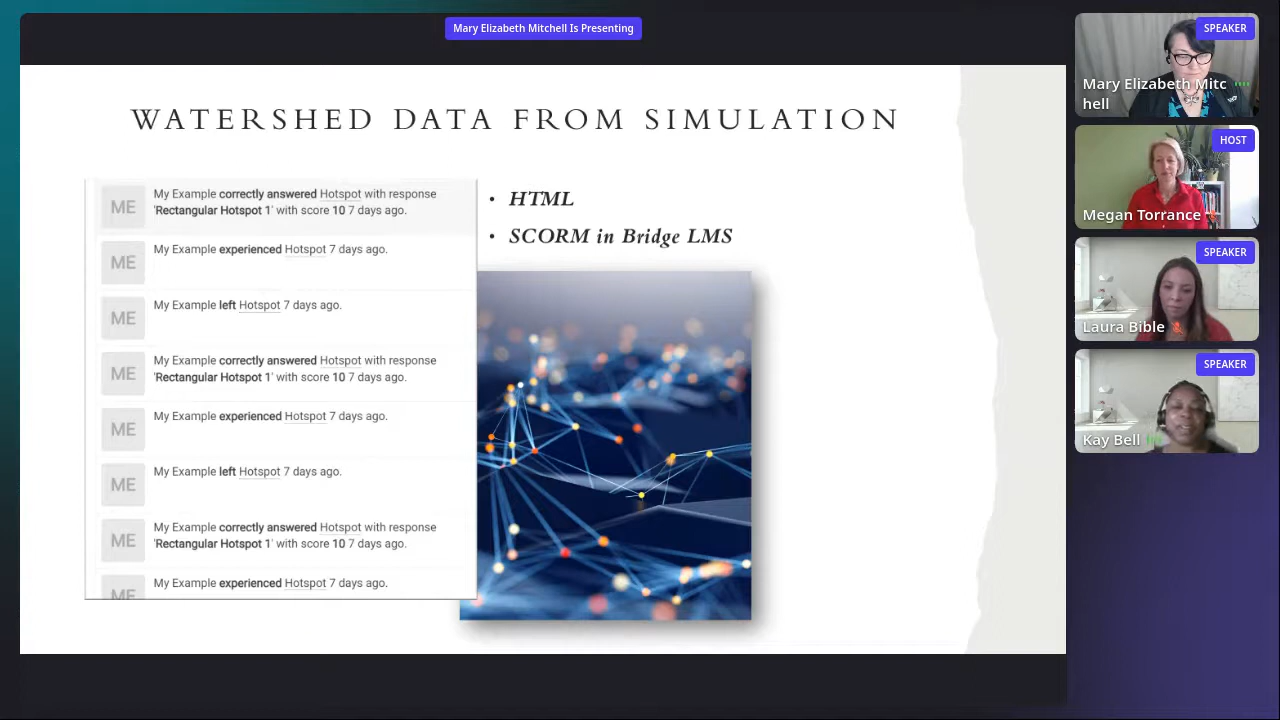 Mary Elizabeth Mitchell Is Presenting
WATERSHED DATA FROM SIMULATION
ME
My Example correctly answered Hotspot with response
'Rectangular Hotspot 1' with score 10 7 days ago.
ME
My Example experienced Hotspot 7 days ago.
ME
My Example left Hotspot 7 days ago.
ME
My Example correctly answered Hotspot with response
'Rectangular Hotspot 1' with score 10 7 days ago.
ME
My Example experienced Hotspot 7 days ago.
ME
My Example left Hotspot 7 days ago.
ME
My Example correctly answered Hotspot with response
'Rectangular Hotspot 1' with score 10 7 days ago.
ME
My Example experienced Hotspot 7 days ago.
• HTML
• SCORM in Bridge LMS
SPEAKER
Mary Elizabeth Mitc
hell
HOST
Megan Torrance
SPEAKER
Laura Bible
SPEAKER
Kay Bell